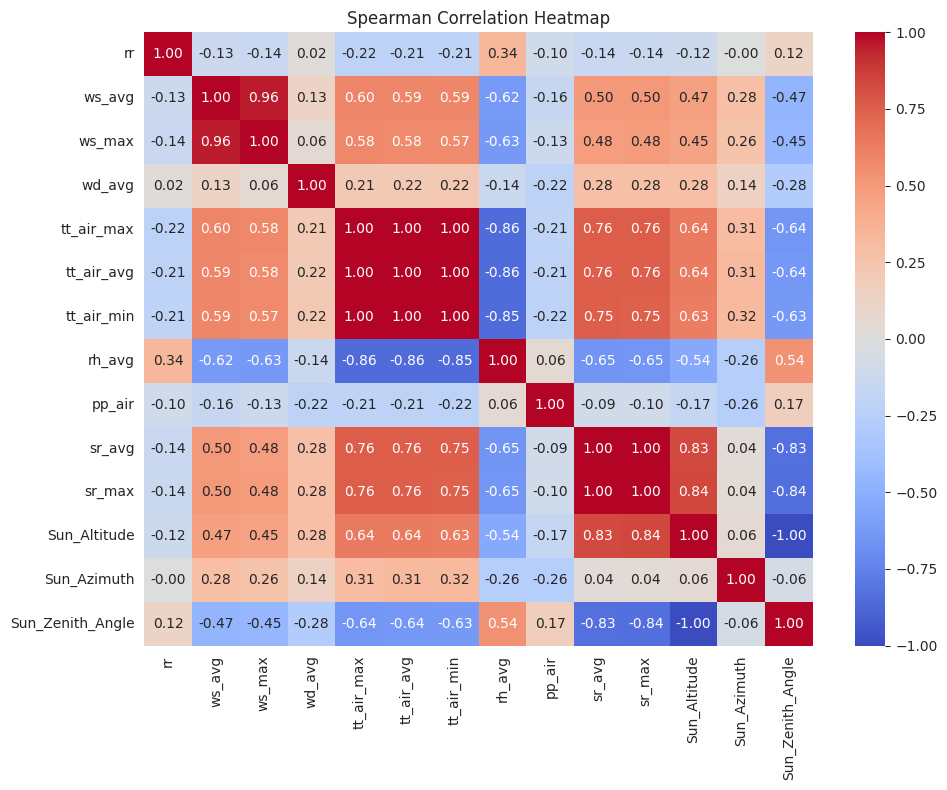 Spearman Correlation Heatmap
rr 1.00 -0.13 -0.14 0.02 -0.22 -0.21 -0.21 0.34 -0.10 -0.14 -0.14 -0.12 -0.00 0.12
ws_avg -0.13 1.00 0.96 0.13 0.60 0.59 0.59 -0.62 -0.16 0.50 0.50 0.47 0.28 -0.47
ws_max -0.14 0.96 1.00 0.06 0.58 0.58 0.57 -0.63 -0.13 0.48 0.48 0.45 0.26 -0.45
wd_avg 0.02 0.13 0.06 1.00 0.21 0.22 0.22 -0.14 -0.22 0.28 0.28 0.28 0.14 -0.28
tt_air_max -0.22 0.60 0.58 0.21 1.00 1.00 1.00 -0.86 -0.21 0.76 0.76 0.64 0.31 -0.64
tt_air_avg -0.21 0.59 0.58 0.22 1.00 1.00 1.00 -0.86 -0.21 0.76 0.76 0.64 0.31 -0.64
tt_air_min -0.21 0.59 0.57 0.22 1.00 1.00 1.00 -0.85 -0.22 0.75 0.75 0.63 0.32 -0.63
rh_avg 0.34 -0.62 -0.63 -0.14 -0.86 -0.86 -0.85 1.00 0.06 -0.65 -0.65 -0.54 -0.26 0.54
pp_air -0.10 -0.16 -0.13 -0.22 -0.21 -0.21 -0.22 0.06 1.00 -0.09 -0.10 -0.17 -0.26 0.17
sr_avg -0.14 0.50 0.48 0.28 0.76 0.76 0.75 -0.65 -0.09 1.00 1.00 0.83 0.04 -0.83
sr_max -0.14 0.50 0.48 0.28 0.76 0.76 0.75 -0.65 -0.10 1.00 1.00 0.84 0.04 -0.84
Sun_Altitude -0.12 0.47 0.45 0.28 0.64 0.64 0.63 -0.54 -0.17 0.83 0.84 1.00 0.06 -1.00
Sun_Azimuth -0.00 0.28 0.26 0.14 0.31 0.31 0.32 -0.26 -0.26 0.04 0.04 0.06 1.00 -0.06
Sun_Zenith_Angle 0.12 -0.47 -0.45 -0.28 -0.64 -0.64 -0.63 0.54 0.17 -0.83 -0.84 -1.00 -0.06 1.00
rr
ws_avg
ws_max
wd_avg
tt_air_max
tt_air_avg
tt_air_min
rh_avg
pp_air
sr_avg
sr_max
Sun_Altitude
Sun_Azimuth
Sun_Zenith_Angle
1.00
0.75
0.50
0.25
0.00
−0.25
−0.50
−0.75
−1.00